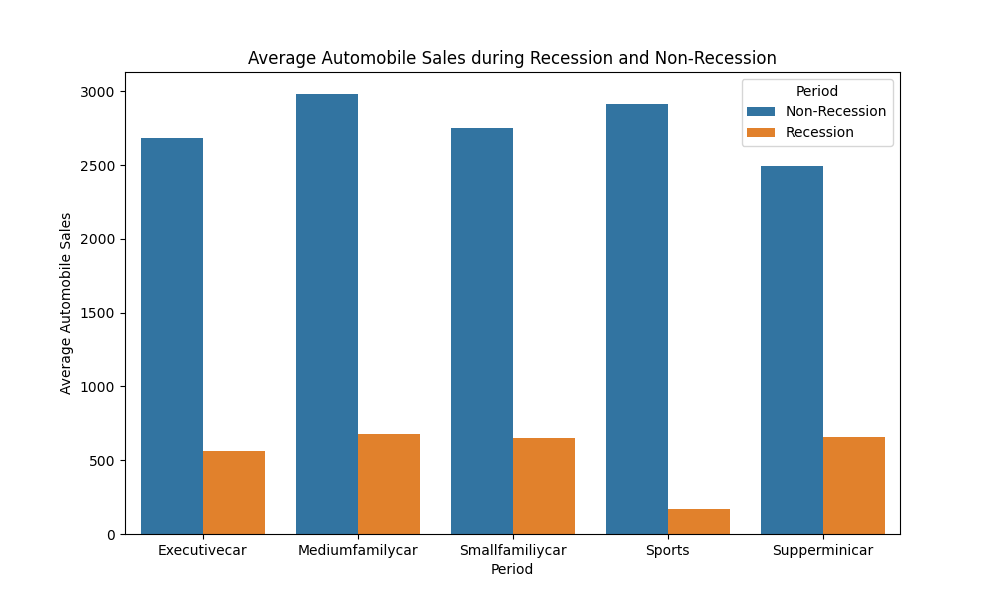 Average Automobile Sales during Recession and Non-Recession
Average Automobile Sales
3000
2500
2000
1500
1000
500
0
Period
Non-Recession
Recession
Executivecar Mediumfamilycar Smallfamiliycar Sports Supperminicar
Period